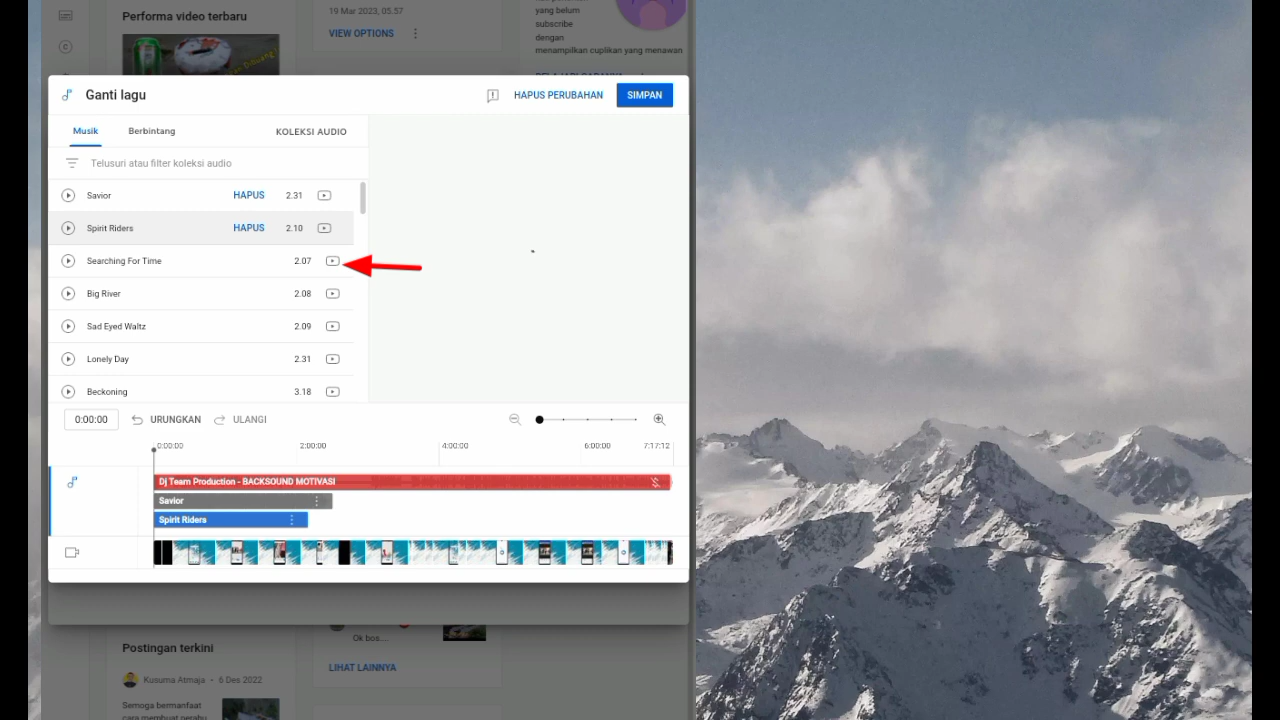 Performa video terbaru
19 Mar 2023, 05.57
VIEW OPTIONS
yang belum
subscribe
dengan
menampilkan cuplikan yang menawan
Ganti lagu
HAPUS PERUBAHAN
SIMPAN
Musik
Berbintang
KOLEKSI AUDIO
Telusuri atau filter koleksi audio
Savior HAPUS 2.31
Spirit Riders HAPUS 2.10
Searching For Time 2.07
Big River 2.08
Sad Eyed Waltz 2.09
Lonely Day 2.31
Beckoning 3.18
0:00:00
URUNGKAN
ULANGI
0:00:00 2:00:00 4:00:00 6:00:00 7:17:12
Dj Team Production - BACKSOUND MOTIVASI
Savior
Spirit Riders
Postingan terkini
Ok bos....
LIHAT LAINNYA
Kusuma Atmaja • 6 Des 2022
Semoga bermanfaat
cara membuat perahu